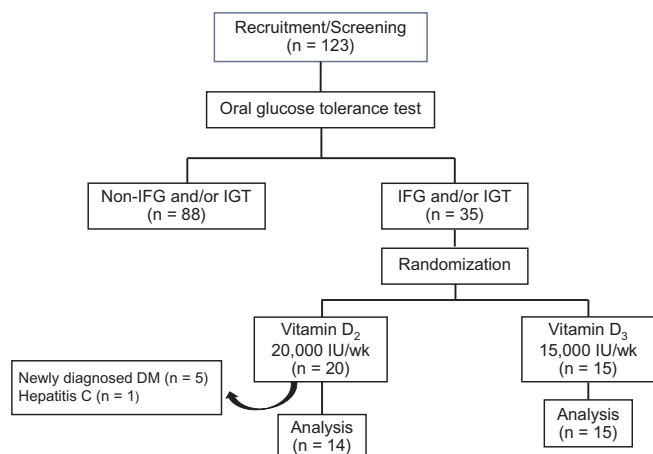 Recruitment/Screening
(n = 123)
Oral glucose tolerance test
Non-IFG and/or IGT
(n = 88)
IFG and/or IGT
(n = 35)
Randomization
Vitamin D₂
20,000 IU/wk
(n = 20)
Vitamin D₃
15,000 IU/wk
(n = 15)
Newly diagnosed DM (n = 5)
Hepatitis C (n = 1)
Analysis
(n = 14)
Analysis
(n = 15)